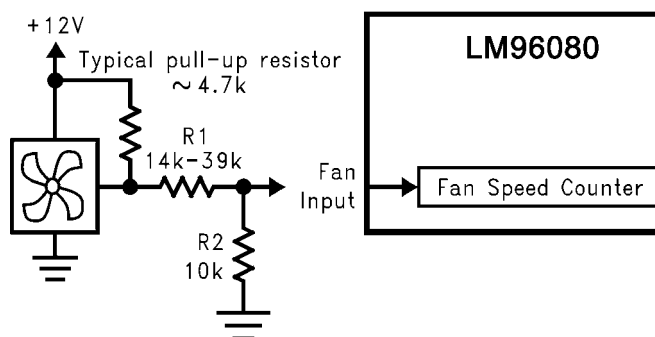 +12V
LM96080
Typical pull-up resistor
~4.7k
R1
14k-39k
Fan
Input
Fan Speed Counter
R2
10k